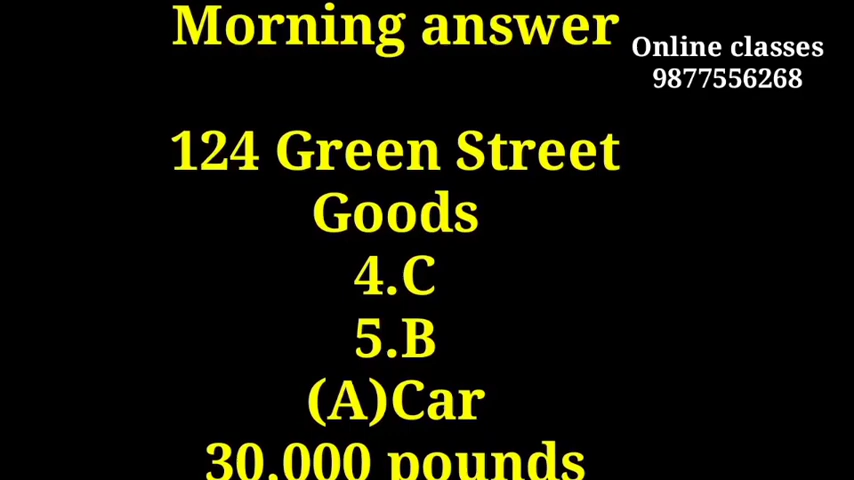 Morning answer
Online classes
9877556268
124 Green Street
Goods
4.C
5.B
(A)Car
30,000 pounds